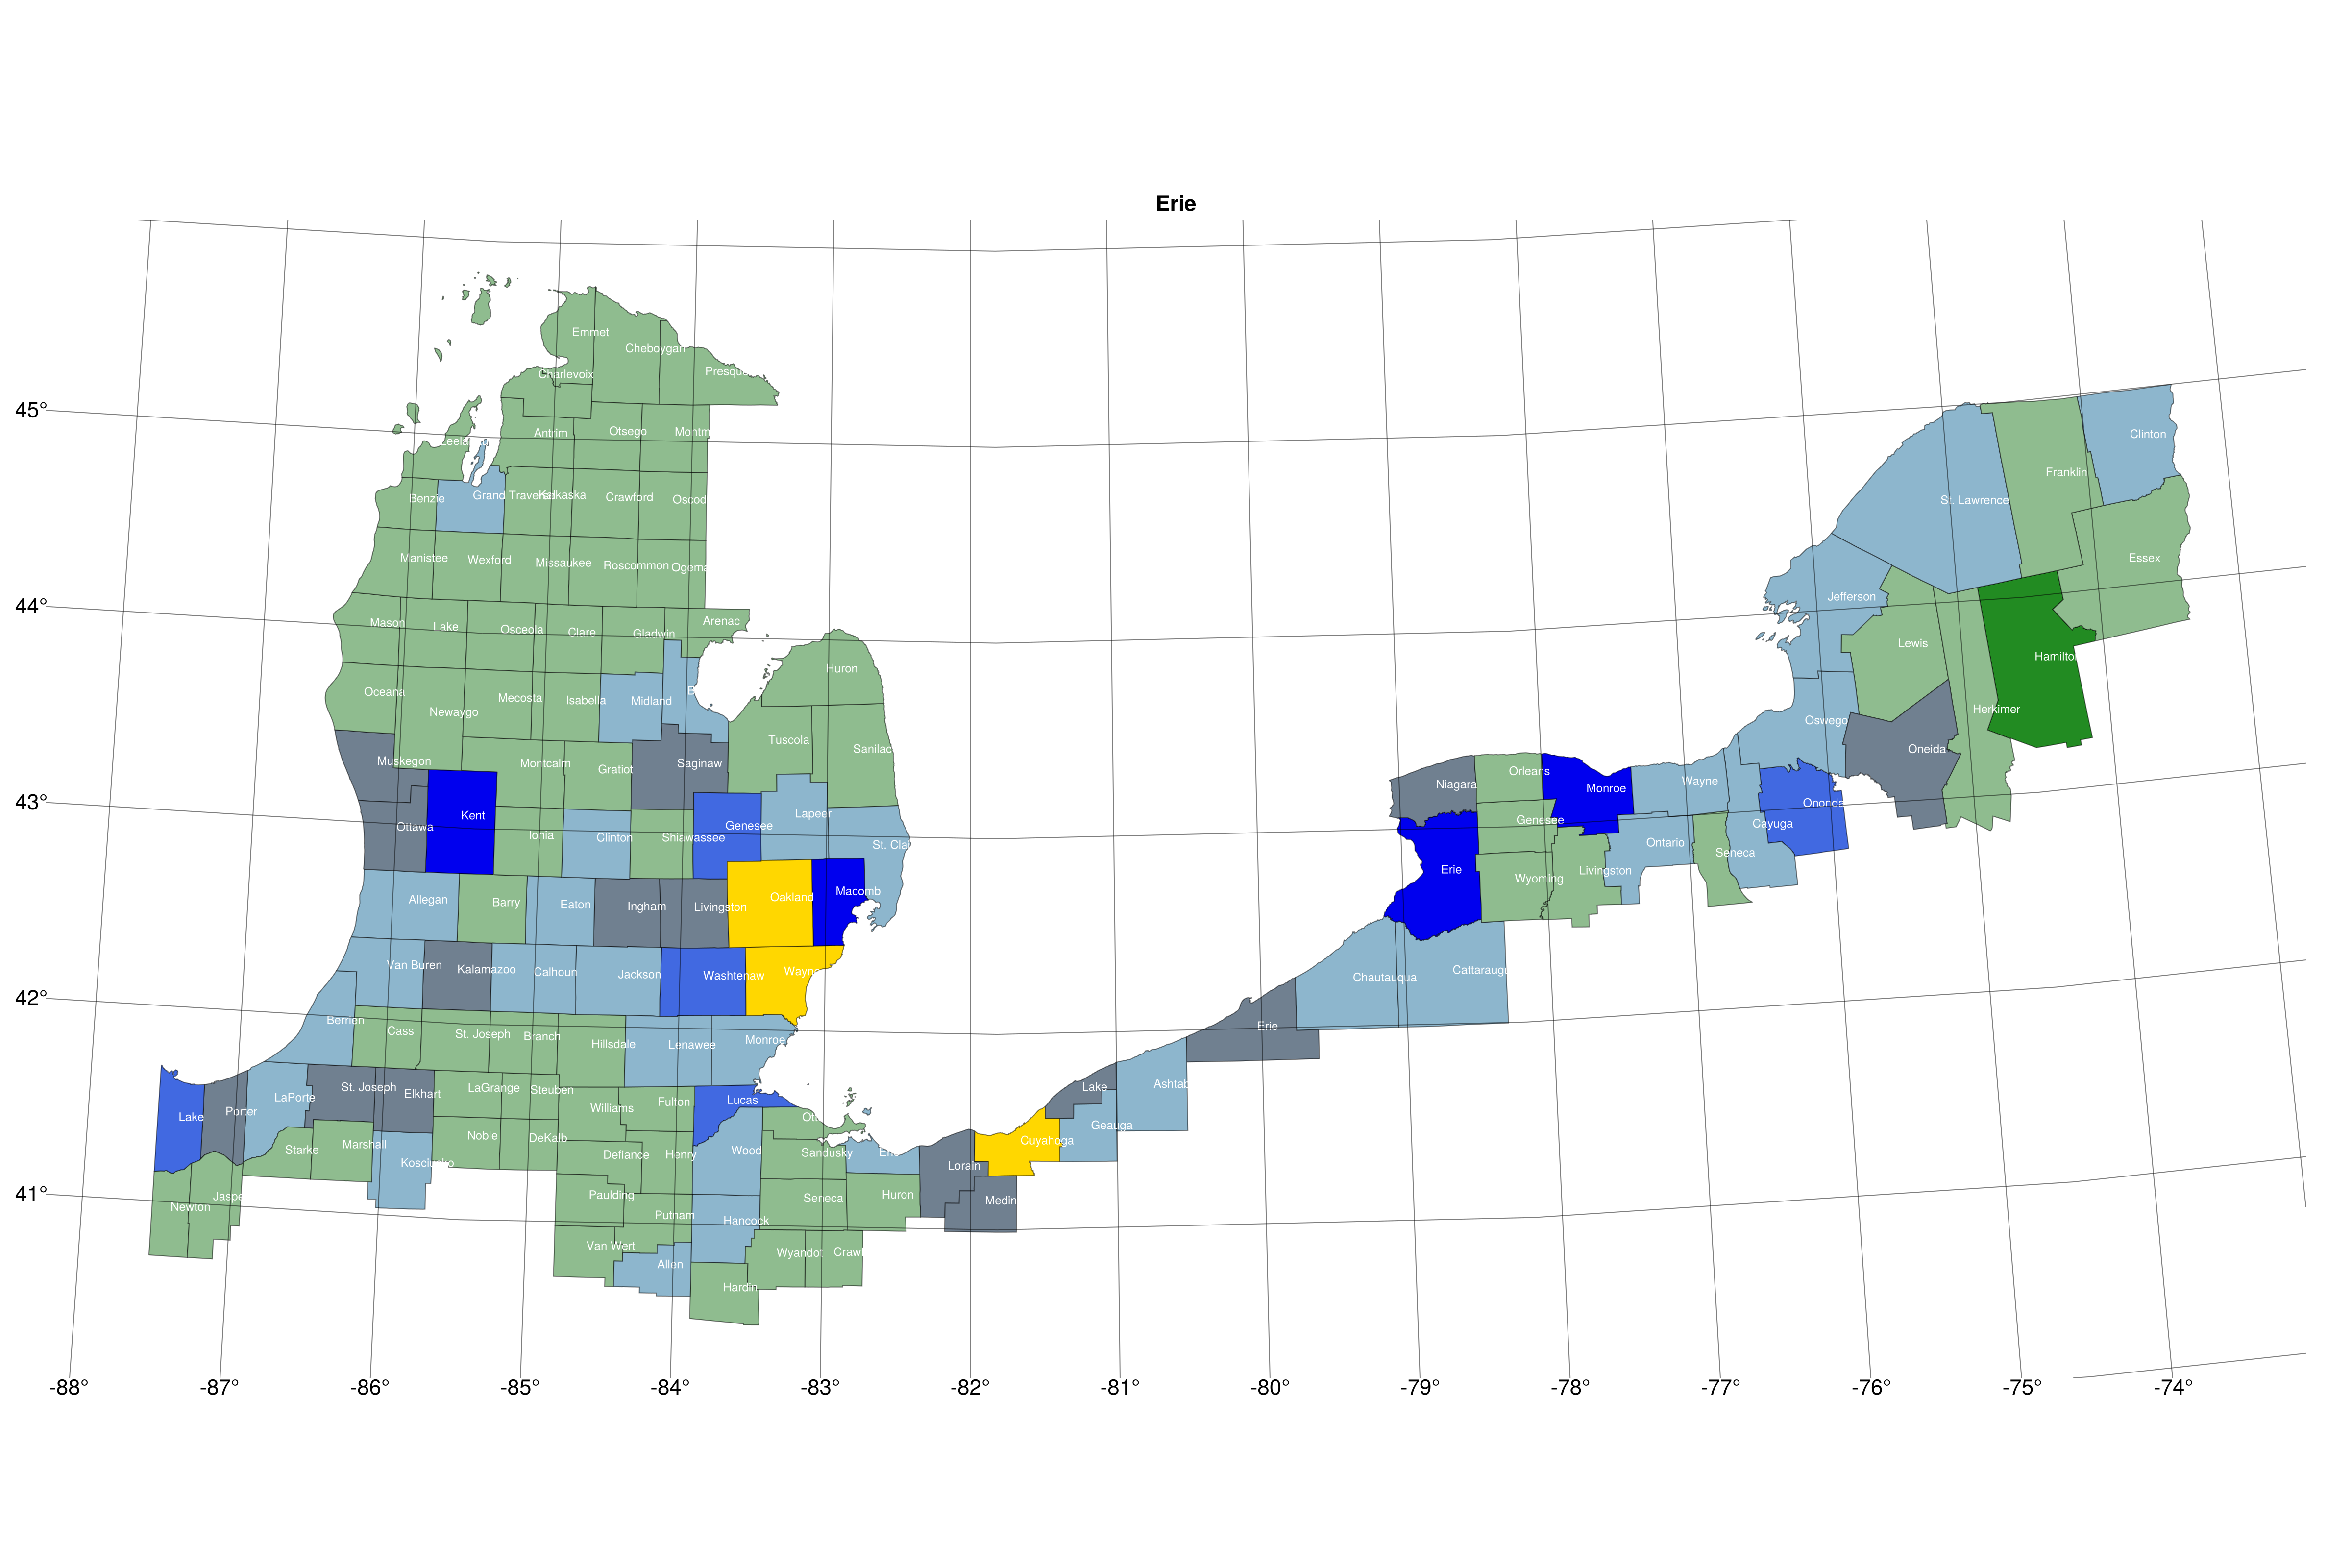 Erie
Emmet
Cheboygan
Charlevoix
Presque
45°
Clinton
Antrim
Otsego
Montm
Leela
Franklin
Benzie
Grand Traverse
Kalkaska
Crawford
Oscod
St. Lawrence
Manistee
Wexford
Missaukee
Roscommon
Ogema
Essex
44°
Jefferson
Mason
Lake
Osceola
Clare
Gladwin
Arenac
Lewis
Hamilton
Huron
Oceana
Newaygo
Mecosta
Isabella
Midland
B
Herkimer
Oswego
Tuscola
Sanilac
Oneida
Muskegon
Montcalm
Gratiot
Saginaw
Niagara
Orleans
Monroe
Wayne
43°
Ononda
Kent
Ottawa
Ionia
Clinton
Shiawassee
Genesee
Lapeer
St. Clai
Genesee
Cayuga
Ontario
Seneca
Erie
Wyoming
Livingston
Allegan
Barry
Eaton
Ingham
Livingston
Oakland
Macomb
Van Buren
Kalamazoo
Calhoun
Jackson
Washtenaw
Wayne
Chautauqua
Cattaraugu
42°
Berrien
Cass
St. Joseph
Branch
Hillsdale
Lenawee
Monroe
Erie
Lake
Porter
LaPorte
St. Joseph
Elkhart
LaGrange
Steuben
Williams
Fulton
Lucas
Ott
Lake
Ashtab
Geauga
Cuyahoga
Starke
Marshall
Kosciusko
Noble
DeKalb
Defiance
Henry
Wood
Sandusky
Eri
Lorain
Medin
41°
Newton
Jaspe
Paulding
Putnam
Hancock
Seneca
Huron
Van Wert
Allen
Wyandot
Crawf
Hardin
-88°
-87°
-86°
-85°
-84°
-83°
-82°
-81°
-80°
-79°
-78°
-77°
-76°
-75°
-74°